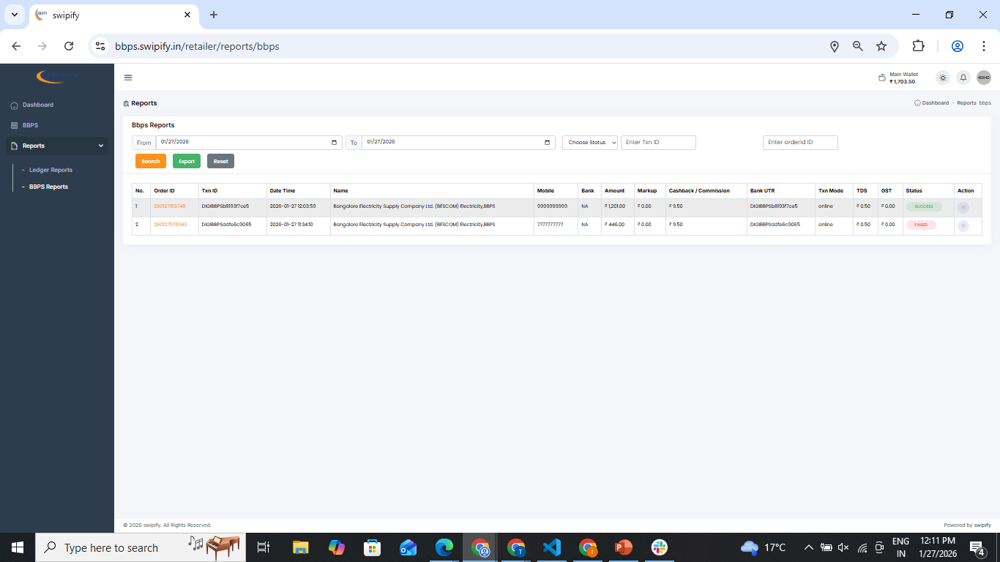 swipify
bbps.swipify.in/retailer/reports/bbps
SWIPIFY
Main Wallet
₹ 1,703.50
40X40
Dashboard
BBPS
Reports
- Ledger Reports
- BBPS Reports
Reports
Dashboard - Reports bbps
Bbps Reports
From 01/27/2026 To 01/27/2026 Choose Status Enter Txn ID Enter orderid ID
Search Export Reset
No. Order ID Txn ID Date Time Name Mobile Bank Amount Markup Cashback / Commission Bank UTR Txn Mode TDS GST Status Action
1 260127159748 DIGIBBPSb8193f7ce5 2026-01-27 12:03:59 Bangalore Electricity Supply Company Ltd. (BESCOM) Electricity,BBPS 9999999999 NA ₹ 1,201.00 ₹ 0.00 ₹ 9.50 DIGIBBPSb8193f7ce5 online ₹ 0.50 ₹ 0.00 SUCCESS
2 260127578343 DIGIBBPSddfe6c9065 2026-01-27 11:34:10 Bangalore Electricity Supply Company Ltd. (BESCOM) Electricity,BBPS 7777777777 NA ₹ 446.00 ₹ 0.00 ₹ 9.50 DIGIBBPSddfe6c9065 online ₹ 0.50 ₹ 0.00 FAILED
© 2026 swipify. All Rights Reserved.
Powered by swipify
Type here to search
17°C
ENG
IN
12:11 PM
1/27/2026
4